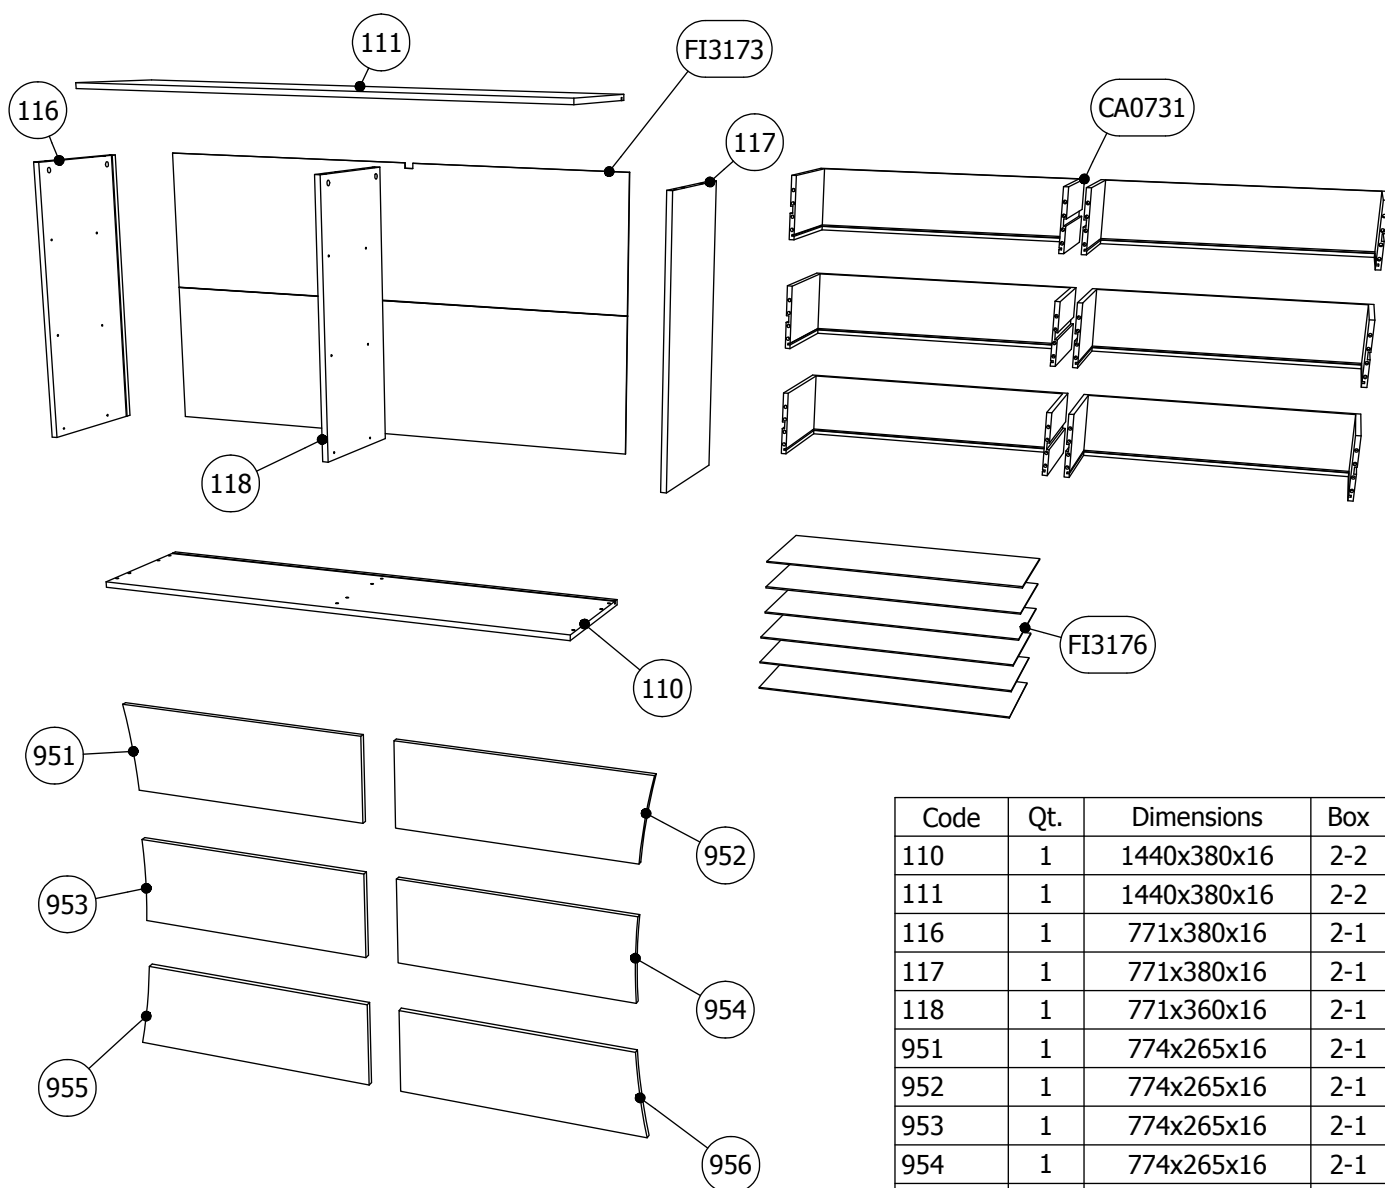 111
FI3173
116
117
CA0731
118
110
FI3176
951
952
953
954
955
956
Code Qt. Dimensions Box
110 1 1440x380x16 2-2
111 1 1440x380x16 2-2
116 1 771x380x16 2-1
117 1 771x380x16 2-1
118 1 771x360x16 2-1
951 1 774x265x16 2-1
952 1 774x265x16 2-1
953 1 774x265x16 2-1
954 1 774x265x16 2-1